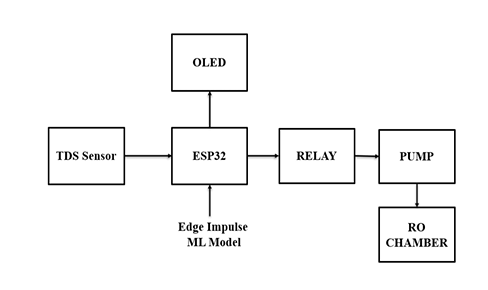 OLED
TDS Sensor
ESP32
RELAY
PUMP
Edge Impulse
ML Model
RO
CHAMBER